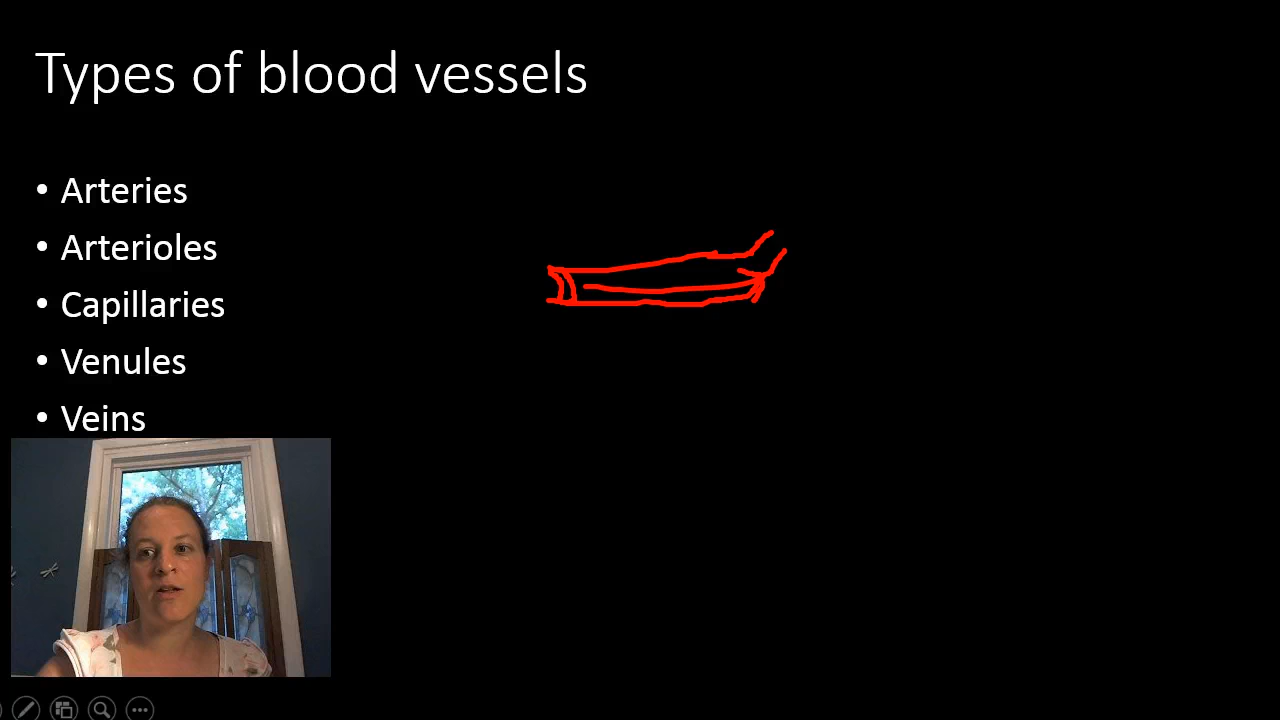 Types of blood vessels
• Arteries
• Arterioles
• Capillaries
• Venules
• Veins